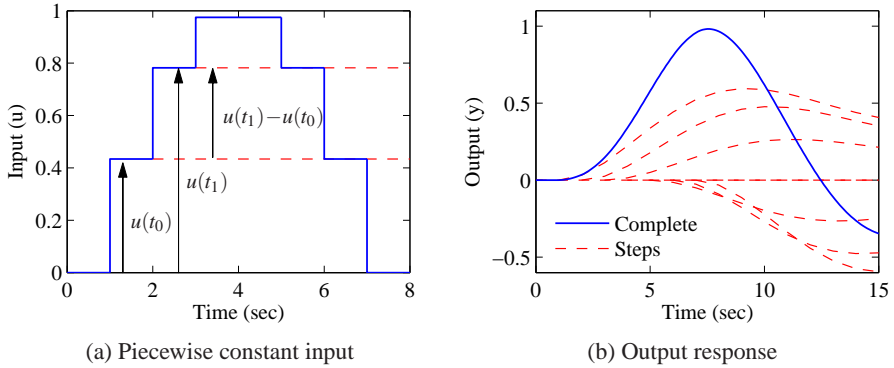 1
0.8
0.6
0.4
0.2
0
0 2 4 6 8
Input (u)
Time (sec)
u(t₀)
u(t₁)
u(t₁)−u(t₀)
(a) Piecewise constant input
1
0.5
0
−0.5
0 5 10 15
Output (y)
Time (sec)
Complete
Steps
(b) Output response